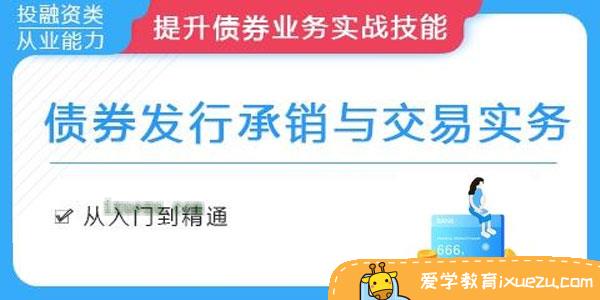 投融资类
从业能力
提升债券业务实战技能
债券发行承销与交易实务
从入门到精通
BANK
666.
爱学教育ixuezu.com